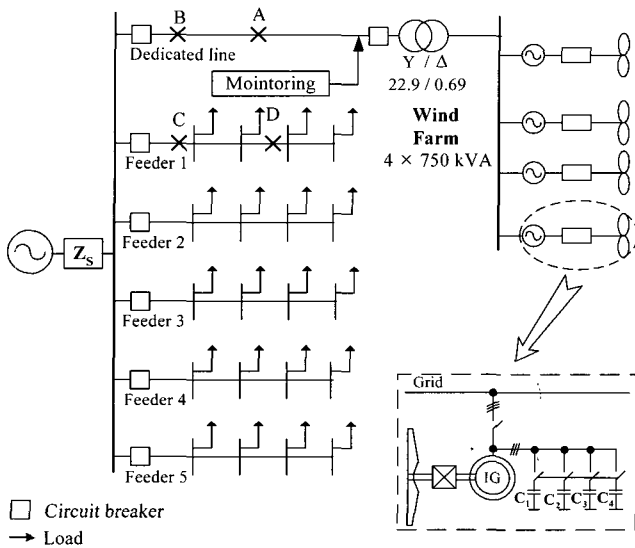 B
A
Dedicated line
Mointoring
Y / Δ
22.9 / 0.69
Wind
Farm
4 × 750 kVA
C
D
Feeder 1
Feeder 2
Zs
Feeder 3
Feeder 4
Feeder 5
Grid
IG
C1
C2
C3
C4
Circuit breaker
Load